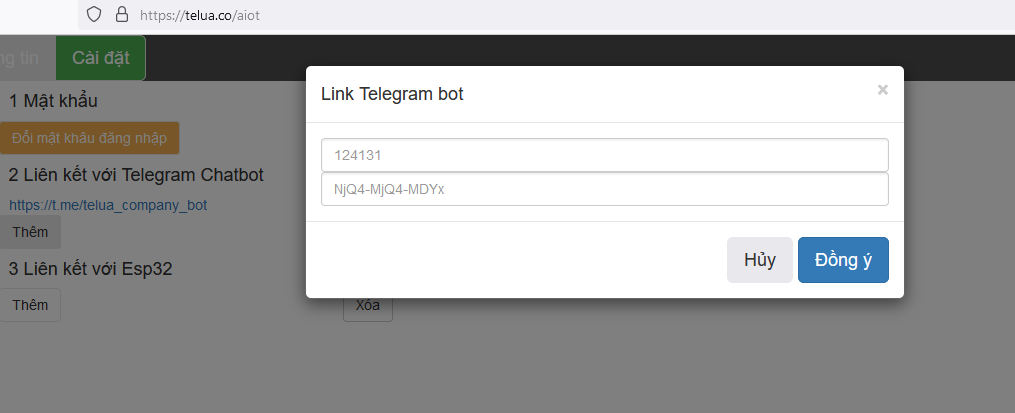 https://telua.co/aiot
ng tin
Cài đặt
Link Telegram bot
×
1 Mật khẩu
Đổi mật khẩu đăng nhập
124131
2 Liên kết với Telegram Chatbot
NjQ4-MjQ4-MDYx
https://t.me/telua_company_bot
Thêm
Hủy
Đồng ý
3 Liên kết với Esp32
Thêm
Xóa